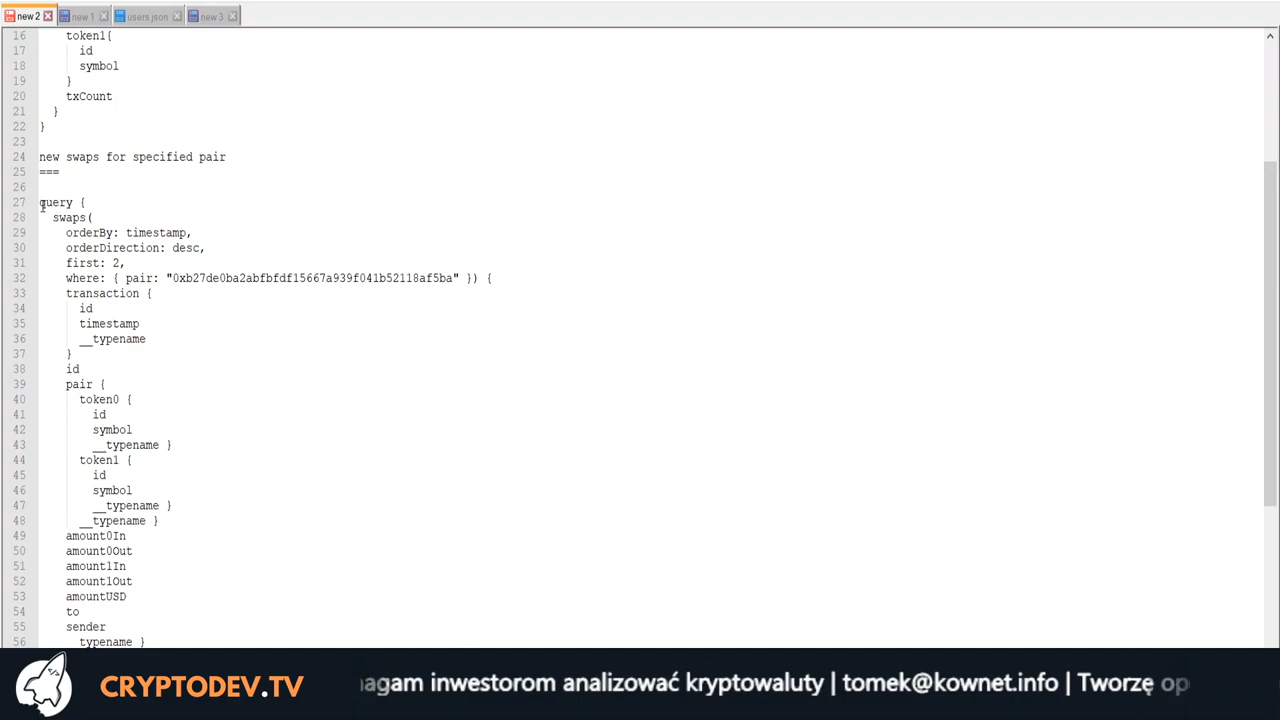 new 2 new 1 users.json new 3
16 token1{
17 id
18 symbol
19 }
20 txCount
21 }
22 }
23
24 new swaps for specified pair
25 ===
26
27 query {
28 swaps(
29 orderBy: timestamp,
30 orderDirection: desc,
31 first: 2,
32 where: { pair: "0xb27de0ba2abfbfdf15667a939f041b52118af5ba" }) {
33 transaction {
34 id
35 timestamp
36 __typename
37 }
38 id
39 pair {
40 token0 {
41 id
42 symbol
43 __typename }
44 token1 {
45 id
46 symbol
47 __typename }
48 __typename }
49 amount0In
50 amount0Out
51 amount1In
52 amount1Out
53 amountUSD
54 to
55 sender
56 typename }
CRYPTODEV.TV
agam inwestorom analizować kryptowaluty | tomek@kownet.info | Tworzę op